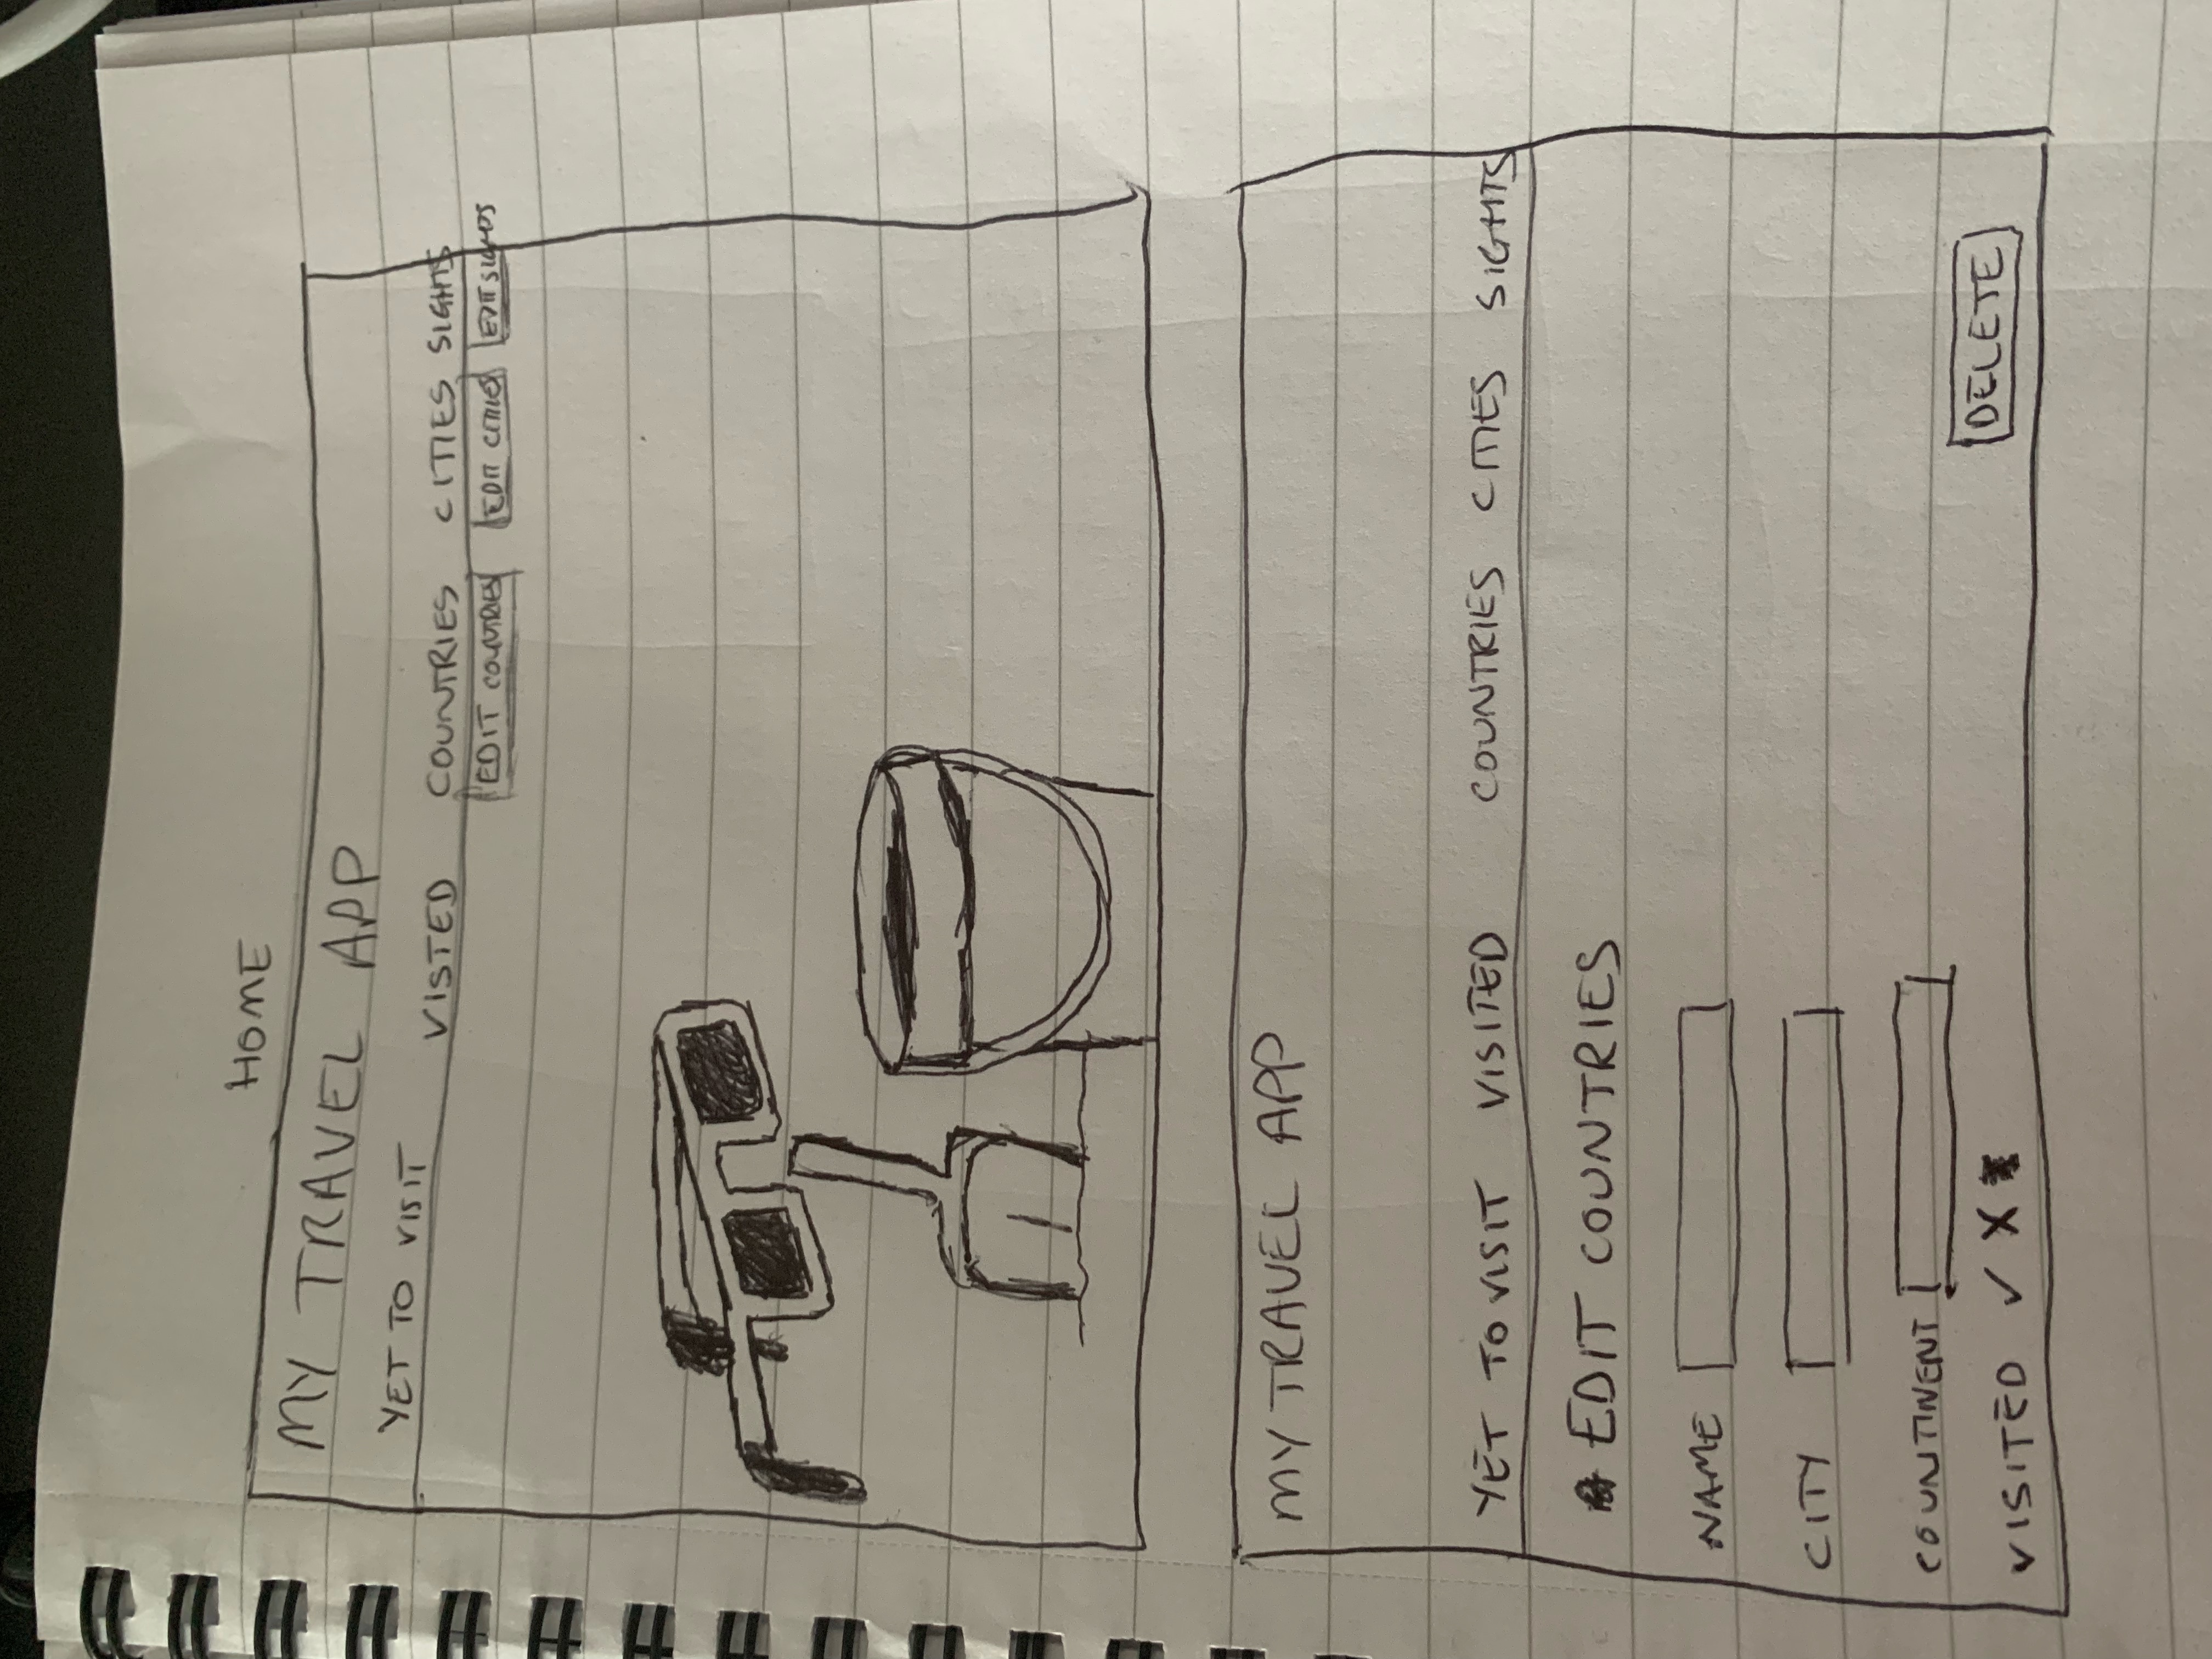 HOME
MY TRAVEL APP
YET TO VISIT VISTED COUNTRIES CITIES SIGHTS
EDIT COUNTRIES EDIT CITIES EDIT SIGHTS
MY TRAVEL APP
YET TO VISIT VISITED COUNTRIES CITIES SIGHTS
EDIT COUNTRIES
NAME
CITY
COUNTINENT
VISITED ✓ X
DELETE